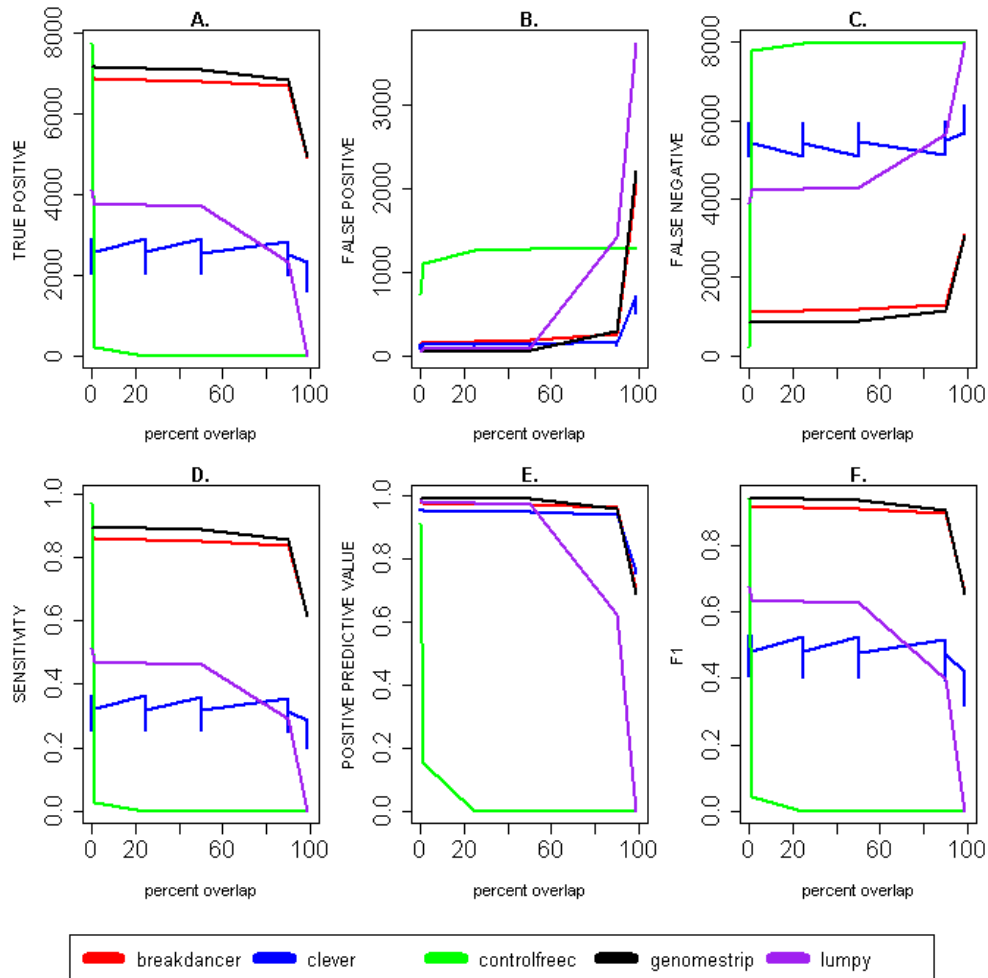 A.
TRUE POSITIVE
0 2000 4000 6000 8000
0 20 60 100
percent overlap
B.
FALSE POSITIVE
0 1000 2000 3000
0 20 60 100
percent overlap
C.
FALSE NEGATIVE
0 2000 4000 6000 8000
0 20 60 100
percent overlap
D.
SENSITIVITY
0.0 0.2 0.4 0.6 0.8 1.0
0 20 60 100
percent overlap
E.
POSITIVE PREDICTIVE VALUE
0.0 0.2 0.4 0.6 0.8 1.0
0 20 60 100
percent overlap
F.
F1
0.0 0.2 0.4 0.6 0.8
0 20 60 100
percent overlap
breakdancer clever controlfreec genomestrip lumpy